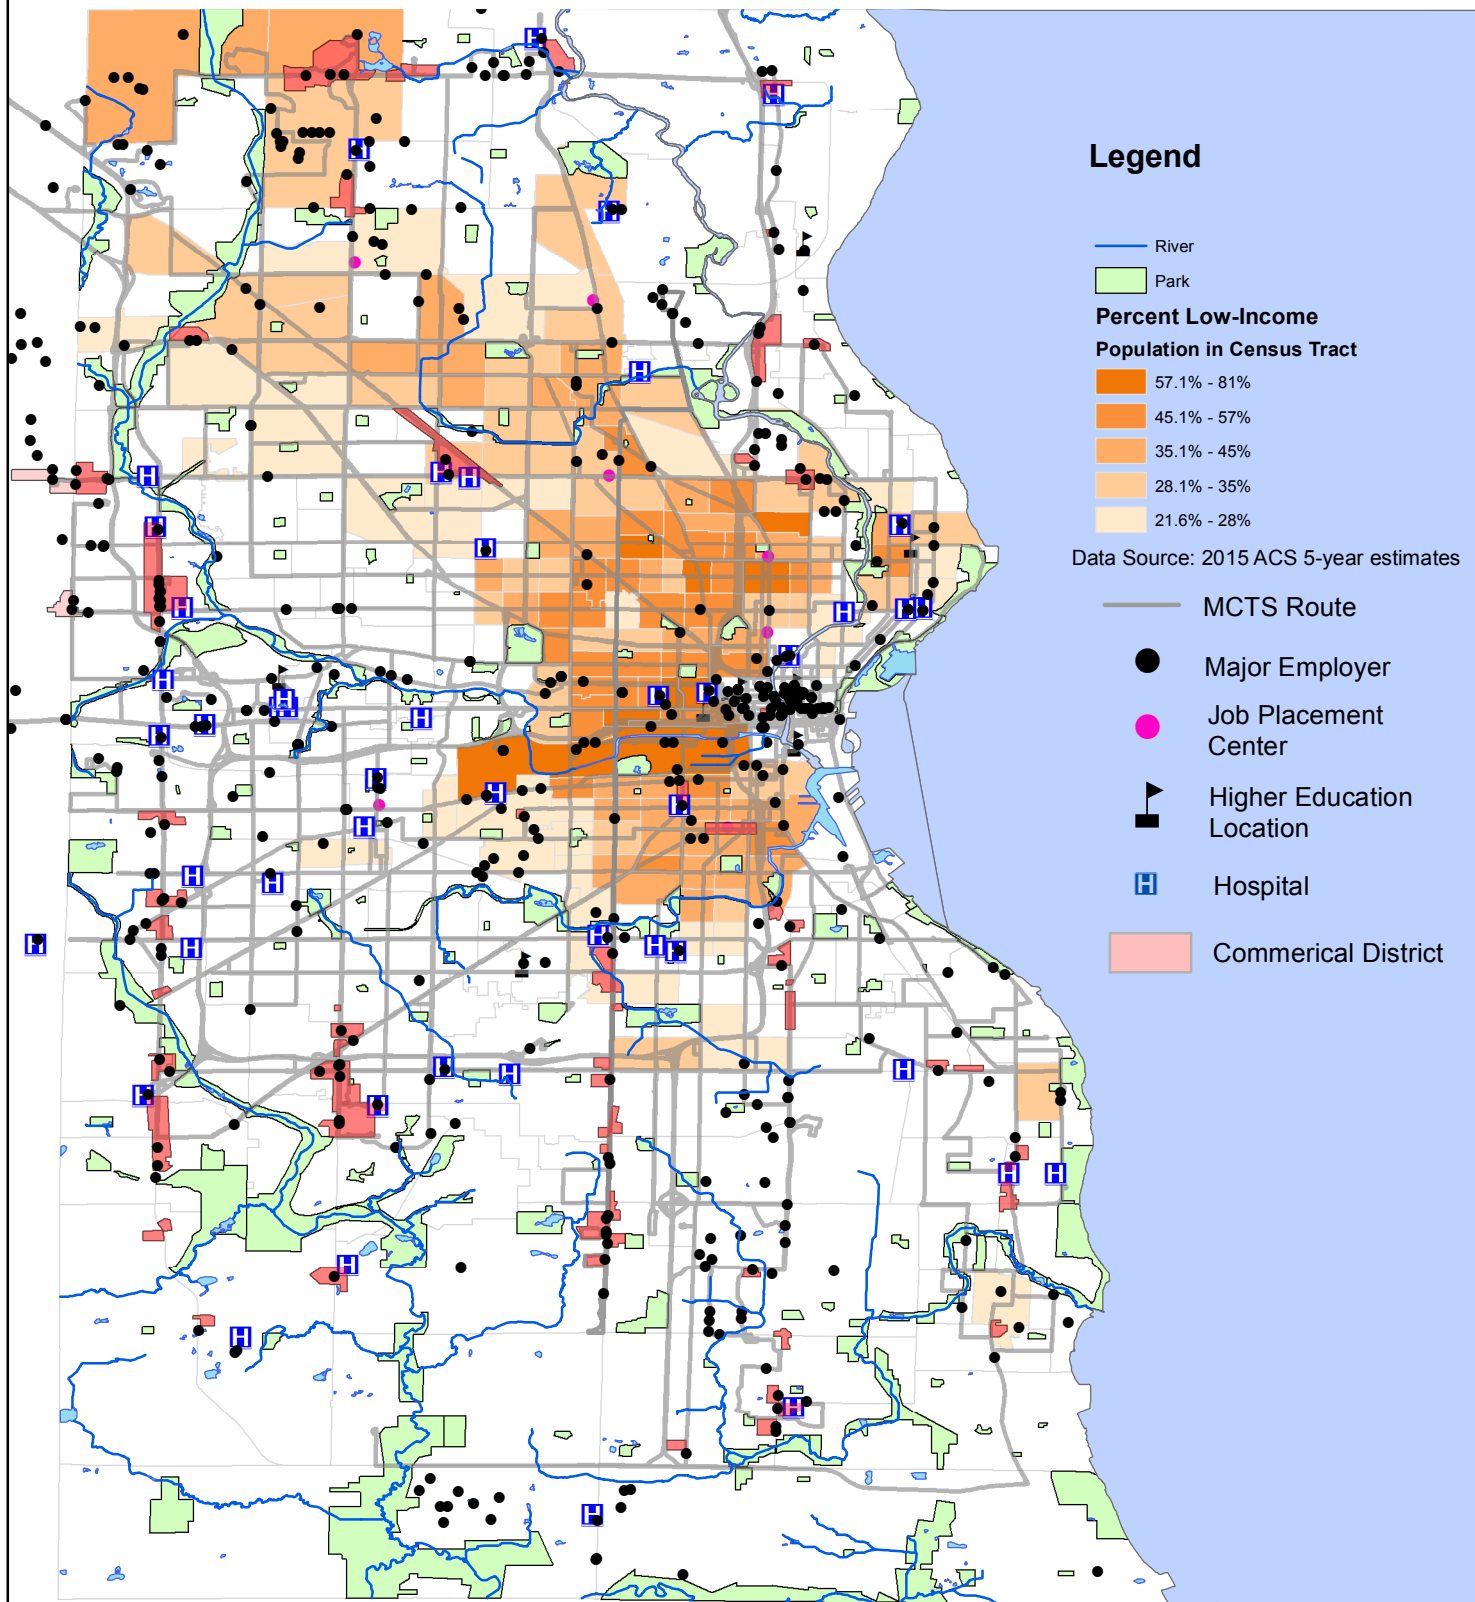 Legend
River
Park
Percent Low-Income
Population in Census Tract
57.1% - 81%
45.1% - 57%
35.1% - 45%
28.1% - 35%
21.6% - 28%
Data Source: 2015 ACS 5-year estimates
MCTS Route
Major Employer
Job Placement
Center
Higher Education
Location
H Hospital
Commerical District